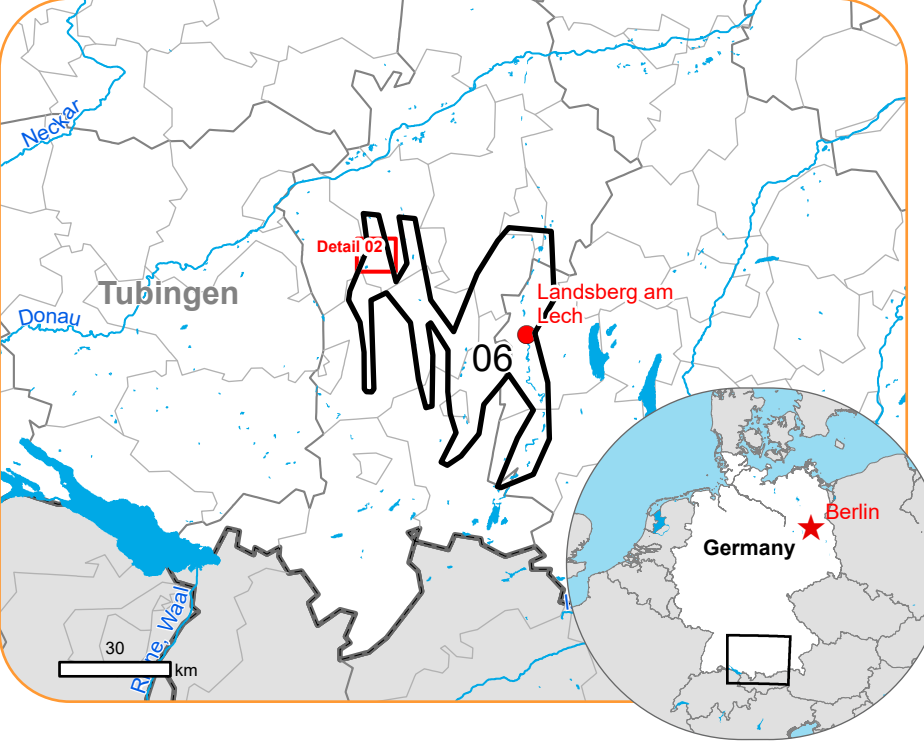 Neckar
Detail 02
Tubingen
Landsberg am
Lech
Donau
06
Berlin
Germany
30
km
Rhine, Waal